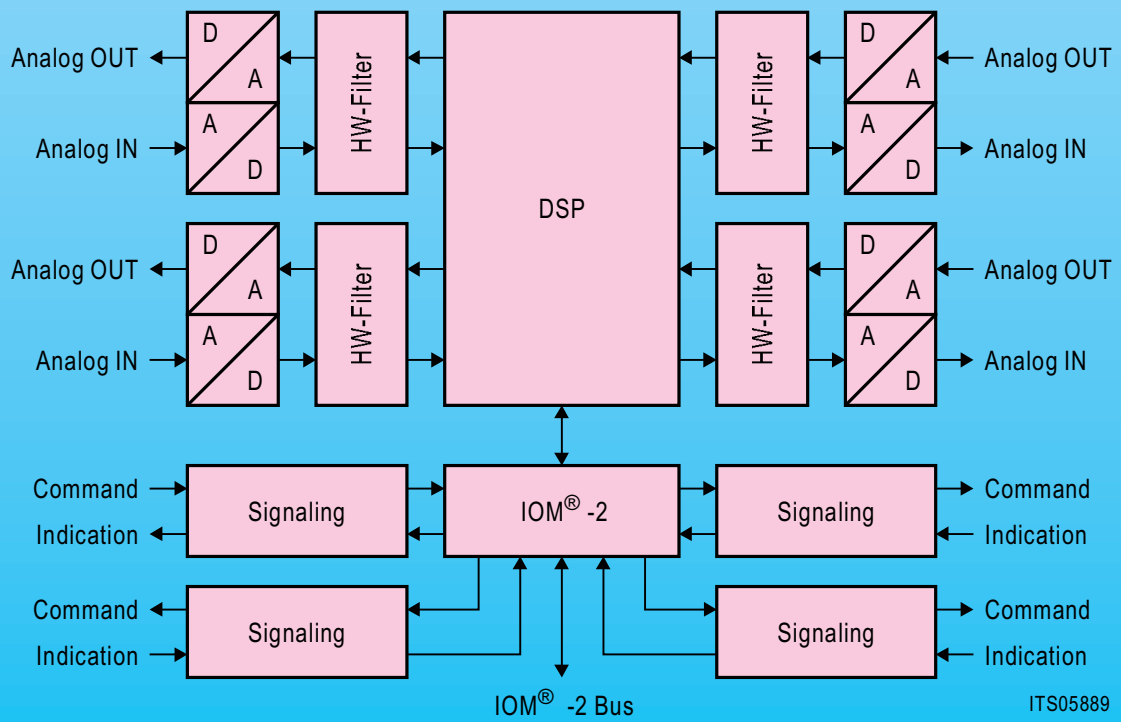 D
A
Analog OUT
A
D
Analog IN
HW-Filter
DSP
HW-Filter
D
A
Analog OUT
A
D
Analog IN
D
A
Analog OUT
A
D
Analog IN
HW-Filter
HW-Filter
D
A
Analog OUT
A
D
Analog IN
Command
Indication
Signaling
IOM® -2
Signaling
Command
Indication
Command
Indication
Signaling
Signaling
Command
Indication
IOM® -2 Bus
ITS05889